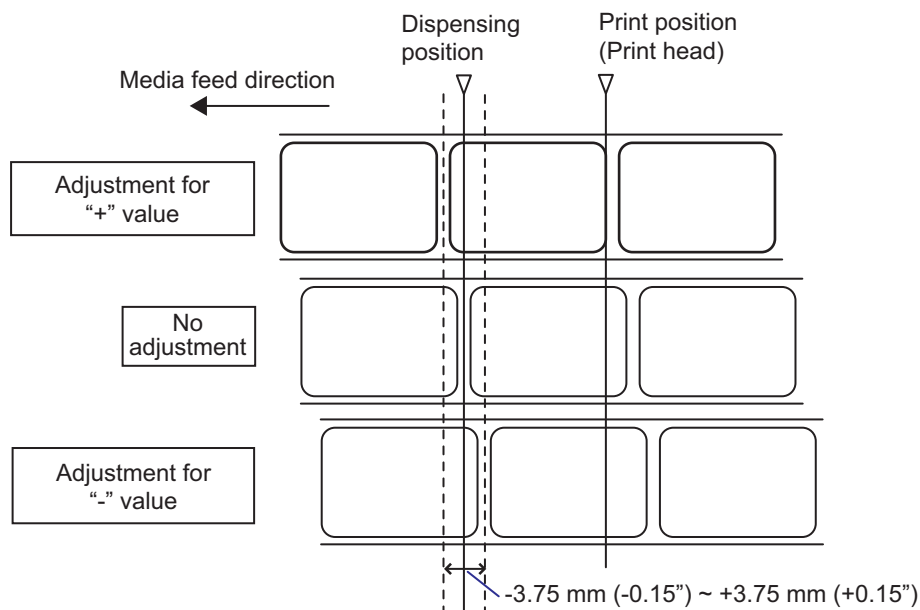 Dispensing
position
Print position
(Print head)
Media feed direction
Adjustment for
“+” value
No
adjustment
Adjustment for
“-” value
-3.75 mm (-0.15”) ~ +3.75 mm (+0.15”)